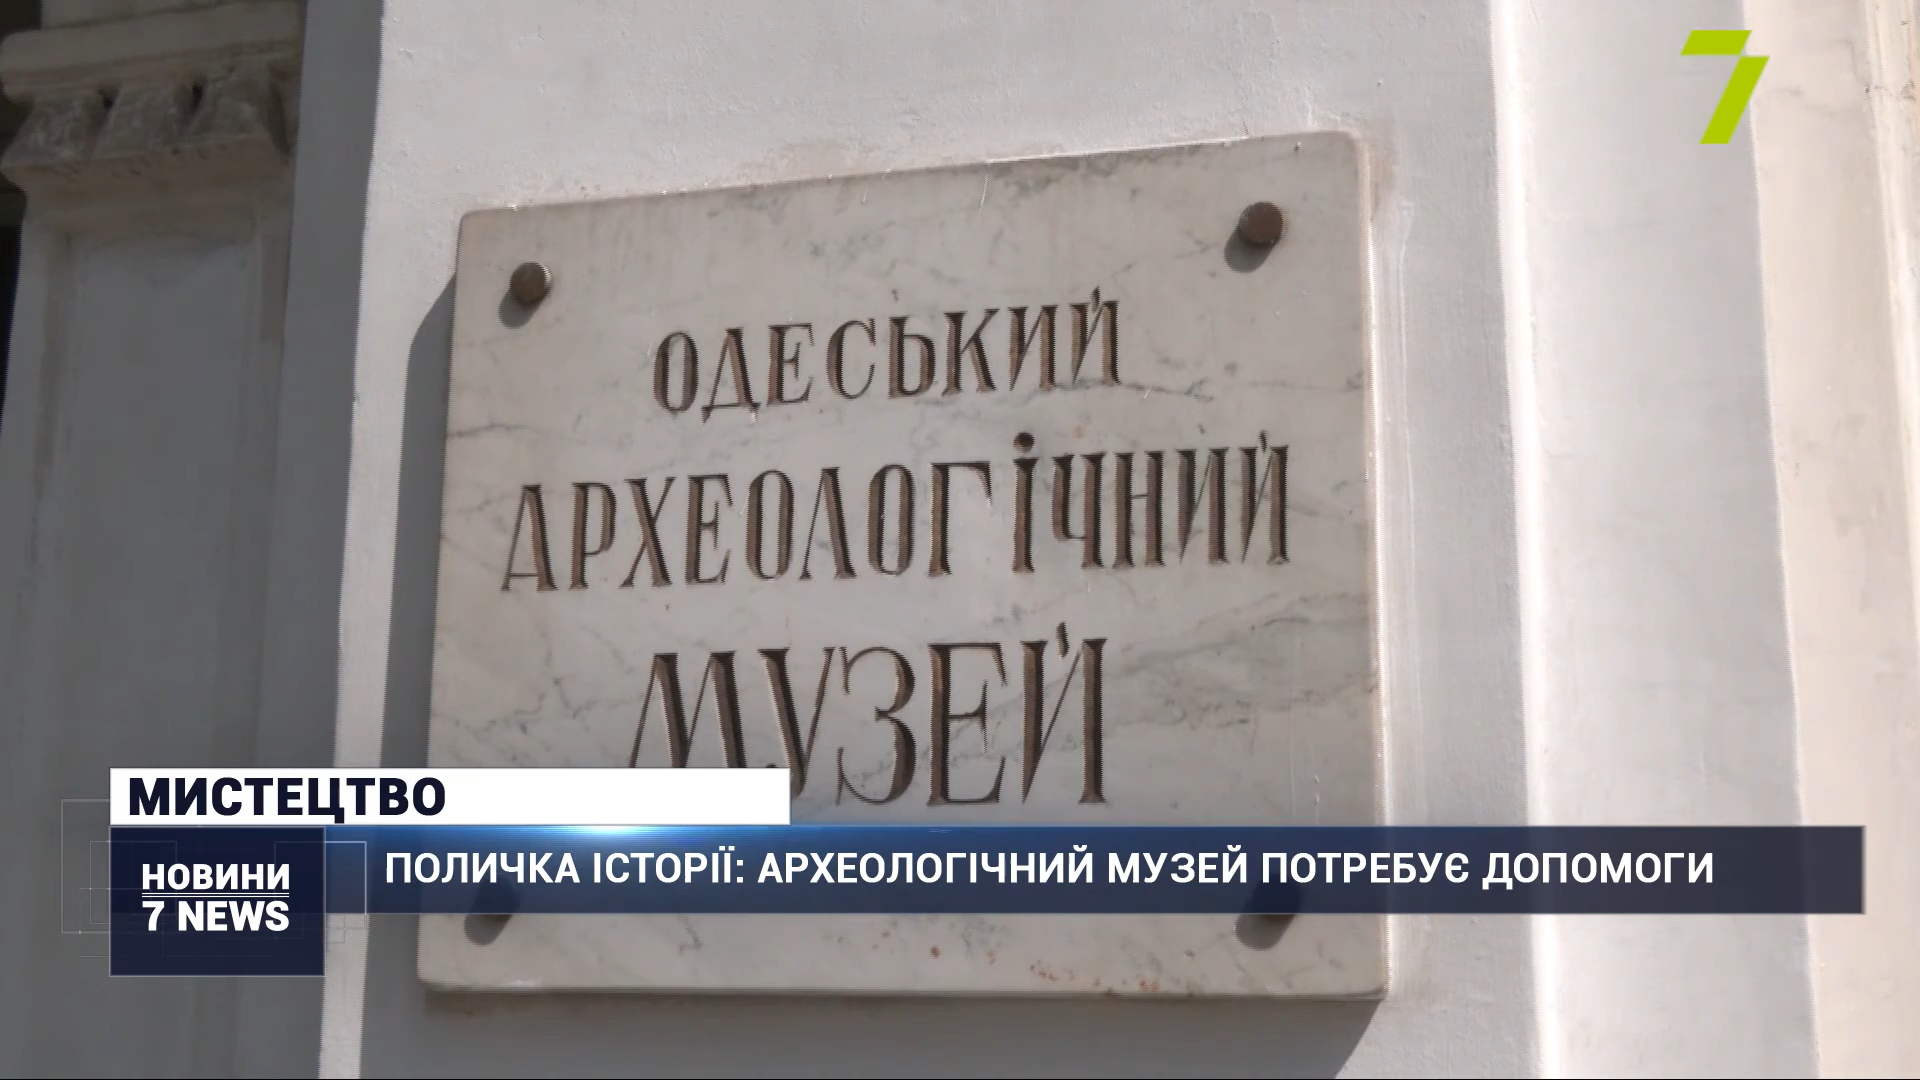 7
ОДЕСЬКИЙ
АРХЕОЛОГІЧНИЙ
МУЗЕЙ
МИСТЕЦТВО
ПОЛИЧКА ІСТОРІЇ: АРХЕОЛОГІЧНИЙ МУЗЕЙ ПОТРЕБУЄ ДОПОМОГИ
НОВИНИ
7 NEWS